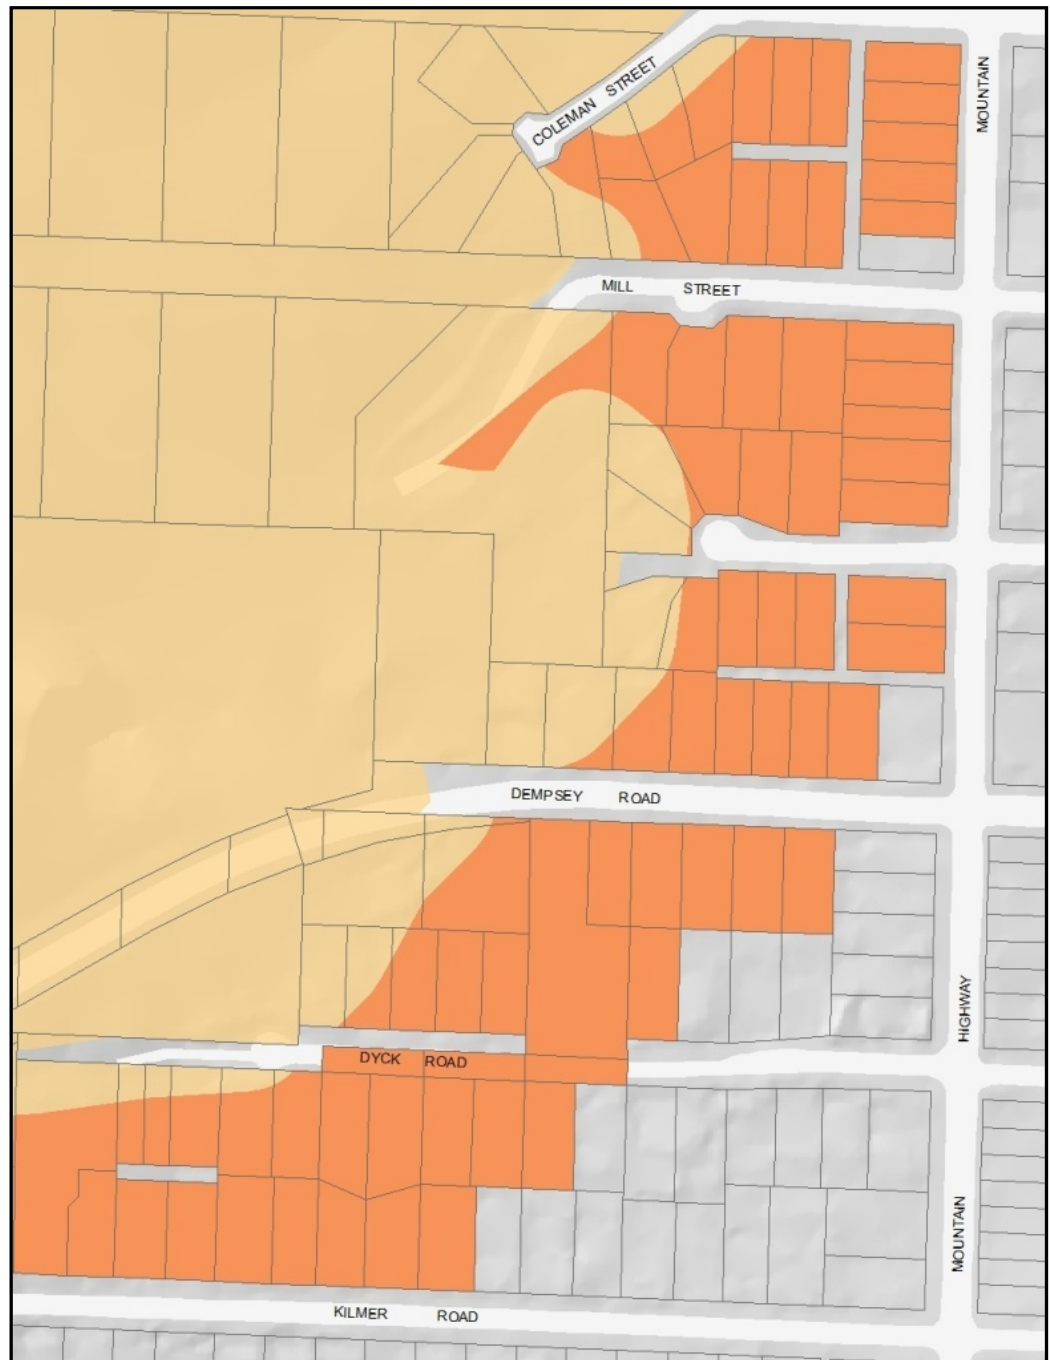 MOUNTAIN
COLEMAN STREET
MILL STREET
DEMPSEY ROAD
HIGHWAY
DYCK ROAD
MOUNTAIN
KILMER ROAD